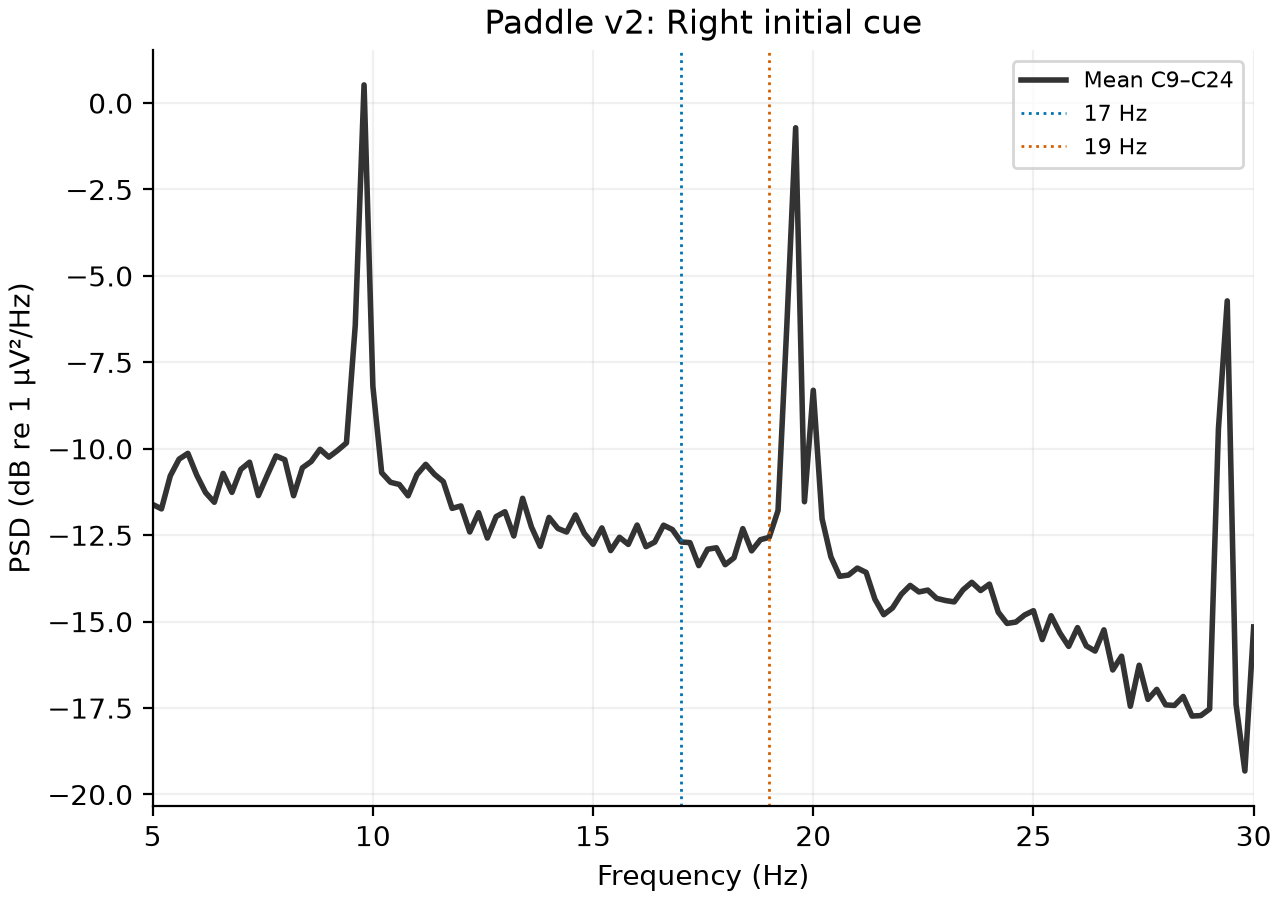 Paddle v2: Right initial cue
Mean C9–C24
17 Hz
19 Hz
PSD (dB re 1 µV²/Hz)
0.0
−2.5
−5.0
−7.5
−10.0
−12.5
−15.0
−17.5
−20.0
5 10 15 20 25 30
Frequency (Hz)